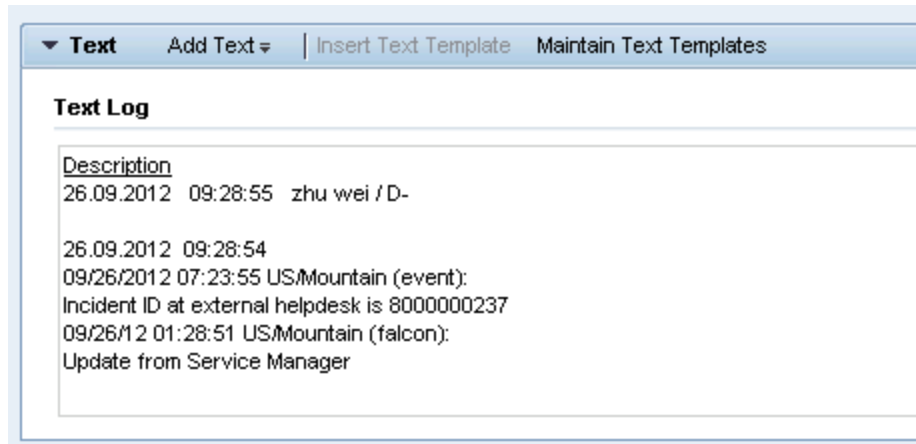 Text Add Text Insert Text Template Maintain Text Templates
Text Log
Description
26.09.2012 09:28:55 zhu wei / D-
26.09.2012 09:28:54
09/26/2012 07:23:55 US/Mountain (event):
Incident ID at external helpdesk is 8000000237
09/26/12 01:28:51 US/Mountain (falcon):
Update from Service Manager